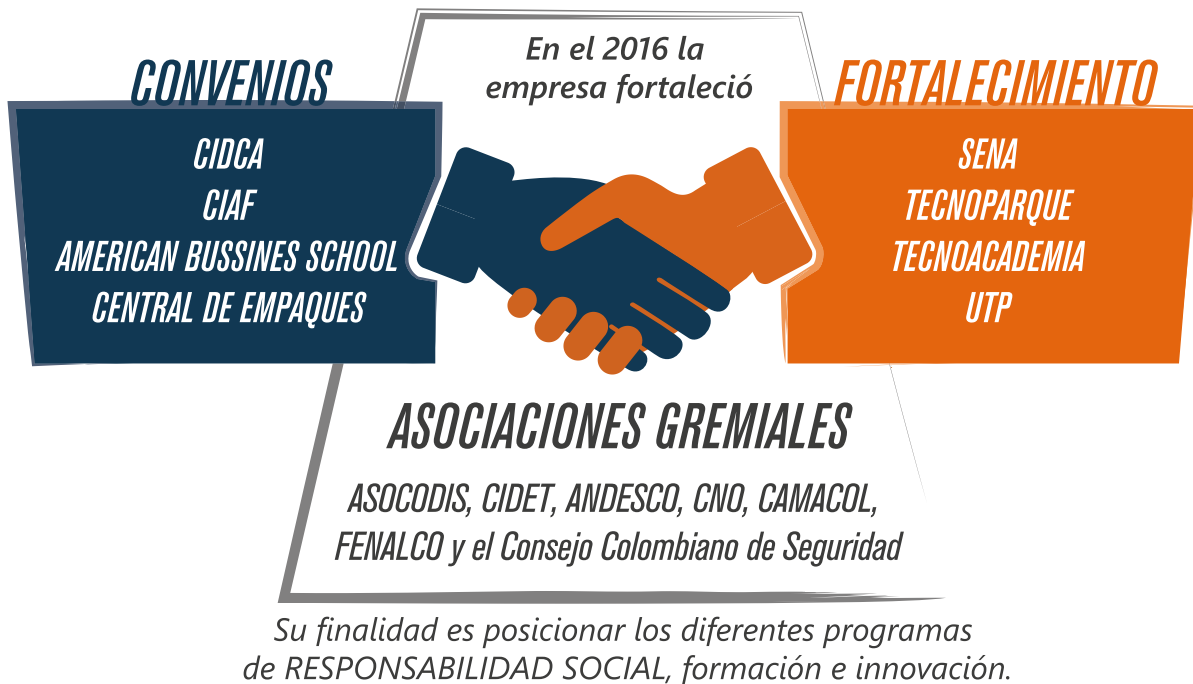 En el 2016 la
empresa fortaleció
CONVENIOS
CIDCA
CIAF
AMERICAN BUSSINES SCHOOL
CENTRAL DE EMPAQUES
FORTALECIMIENTO
SENA
TECNOPARQUE
TECNOACADEMIA
UTP
ASOCIACIONES GREMIALES
ASOCODIS, CIDET, ANDESCO, CNO, CAMACOL,
FENALCO y el Consejo Colombiano de Seguridad
Su finalidad es posicionar los diferentes programas
de RESPONSABILIDAD SOCIAL, formación e innovación.